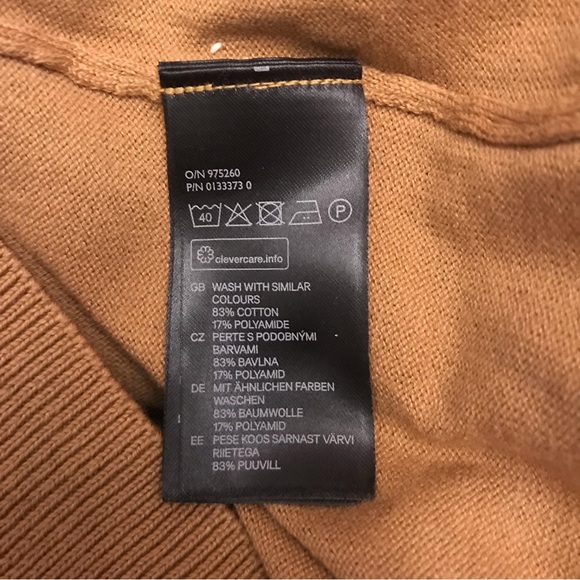 O/N 975260
P/N 0133373 0
40 P
clevercare.info
GB WASH WITH SIMILAR
COLOURS
83% COTTON
17% POLYAMIDE
CZ PERTE S PODOBNÝMI
BARVAMI
83% BAVLNA
17% POLYAMID
DE MIT ÄHNLICHEN FARBEN
WASCHEN
83% BAUMWOLLE
17% POLYAMID
EE PESE KOOS SARNAST VÄRVI
RIIETEGA
83% PUUVILL